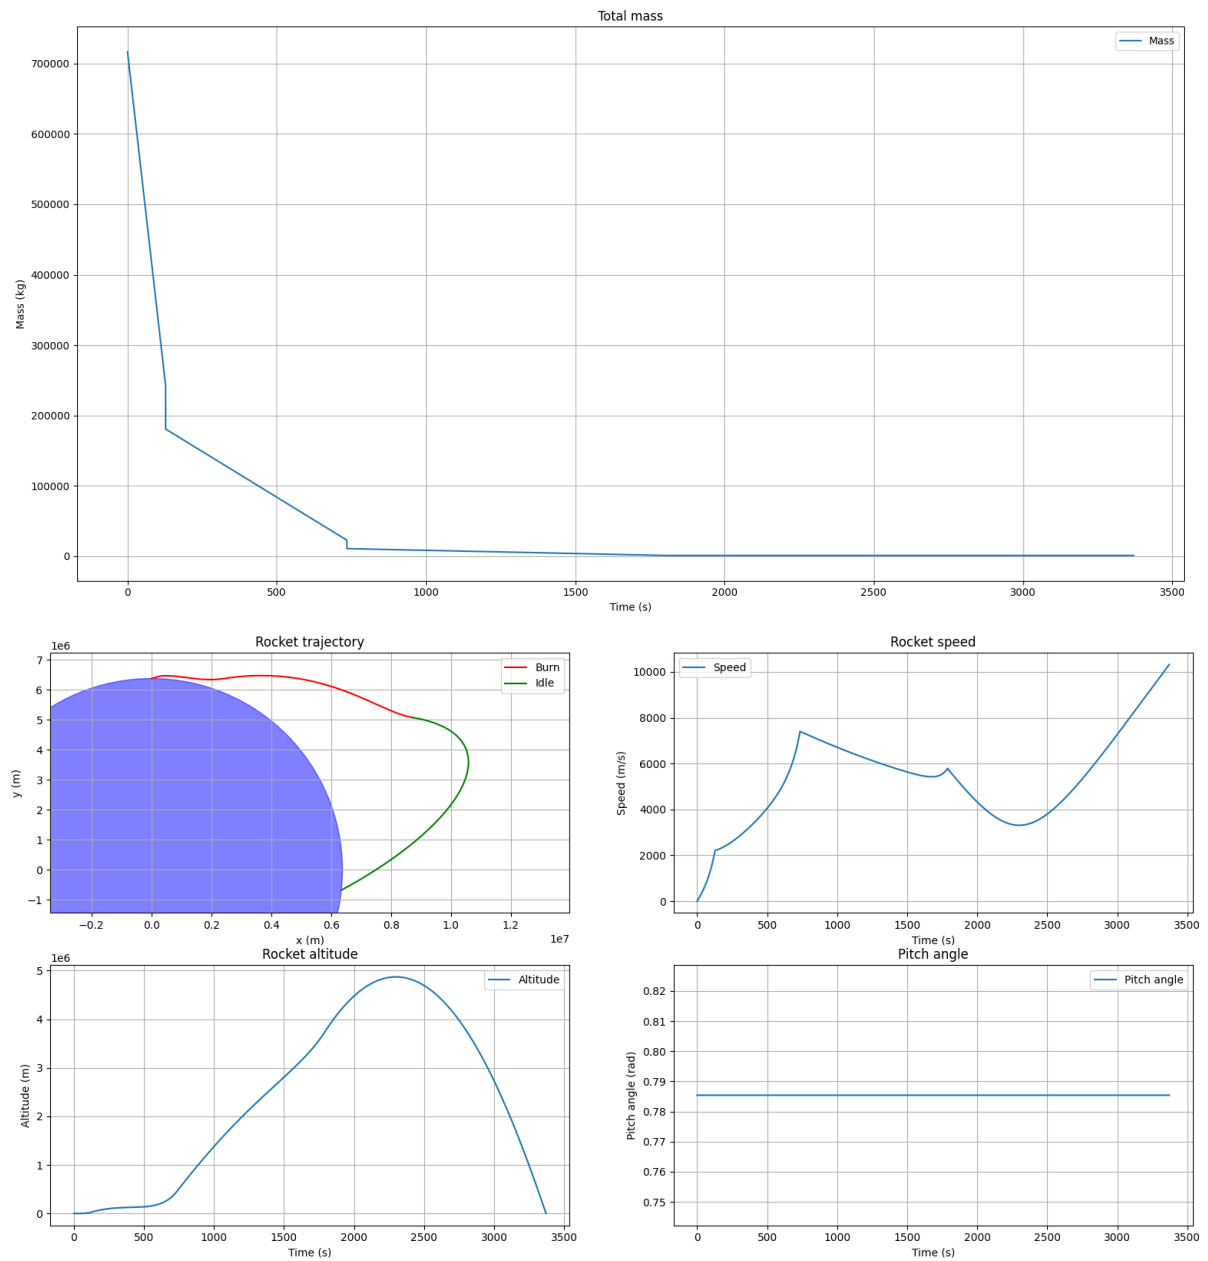 Total mass
Mass
700000
600000
500000
400000
300000
200000
100000
0
Mass (kg)
0 500 1000 1500 2000 2500 3000 3500
Time (s)
Rocket trajectory
1e6
Burn
Idle
7
6
5
4
3
2
1
0
−1
y (m)
−0.2 0.0 0.2 0.4 0.6 0.8 1.0 1.2
x (m)
1e7
Rocket speed
Speed
10000
8000
6000
4000
2000
0
Speed (m/s)
0 500 1000 1500 2000 2500 3000 3500
Time (s)
Rocket altitude
1e6
Altitude
5
4
3
2
1
0
Altitude (m)
0 500 1000 1500 2000 2500 3000 3500
Time (s)
Pitch angle
Pitch angle
0.82
0.81
0.80
0.79
0.78
0.77
0.76
0.75
Pitch angle (rad)
0 500 1000 1500 2000 2500 3000 3500
Time (s)